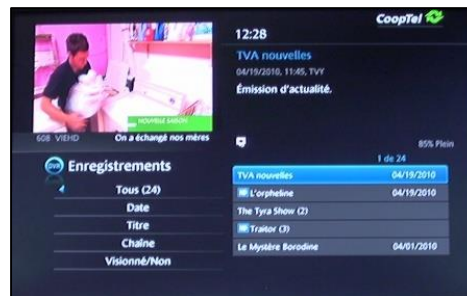 CoopTel
12:28
TVA nouvelles
04/19/2010, 11:45, TVY
Émission d'actualité.
NOUVELLE SAISON
608 VIEHD On a échangé nos mères
85% Plein
DVR Enregistrements
1 de 24
Tous (24)
Date
Titre
Chaîne
Visionné/Non
TVA nouvelles 04/19/2010
L'orpheline 04/19/2010
The Tyra Show (2)
Traitor (3)
Le Mystère Borodine 04/01/2010